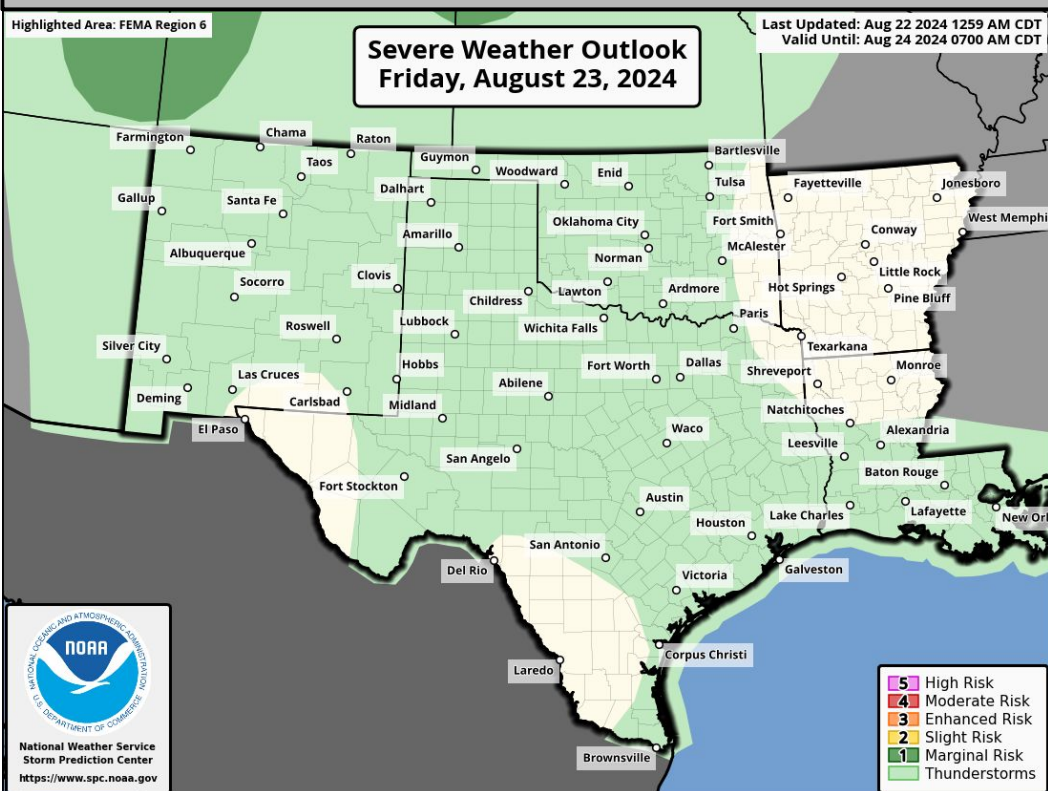 Highlighted Area: FEMA Region 6
Severe Weather Outlook
Friday, August 23, 2024
Last Updated: Aug 22 2024 1259 AM CDT
Valid Until: Aug 24 2024 0700 AM CDT
Farmington
Chama
Raton
Taos
Guymon
Woodward
Enid
Bartlesville
Tulsa
Fayetteville
Jonesboro
Gallup
Santa Fe
Dalhart
Oklahoma City
Fort Smith
West Memphi
Conway
Albuquerque
Amarillo
Norman
McAlester
Socorro
Clovis
Childress
Lawton
Ardmore
Hot Springs
Little Rock
Pine Bluff
Roswell
Lubbock
Wichita Falls
Paris
Texarkana
Silver City
Las Cruces
Hobbs
Abilene
Fort Worth
Dallas
Shreveport
Monroe
Deming
Carlsbad
Midland
Natchitoches
El Paso
Waco
Leesville
Alexandria
San Angelo
Baton Rouge
Fort Stockton
Austin
Houston
Lake Charles
Lafayette
New Orl
Del Rio
San Antonio
Victoria
Galveston
Laredo
Corpus Christi
Brownsville
NATIONAL OCEANIC AND ATMOSPHERIC ADMINISTRATION
NOAA
U.S. DEPARTMENT OF COMMERCE
National Weather Service
Storm Prediction Center
https://www.spc.noaa.gov
5 High Risk
4 Moderate Risk
3 Enhanced Risk
2 Slight Risk
1 Marginal Risk
Thunderstorms